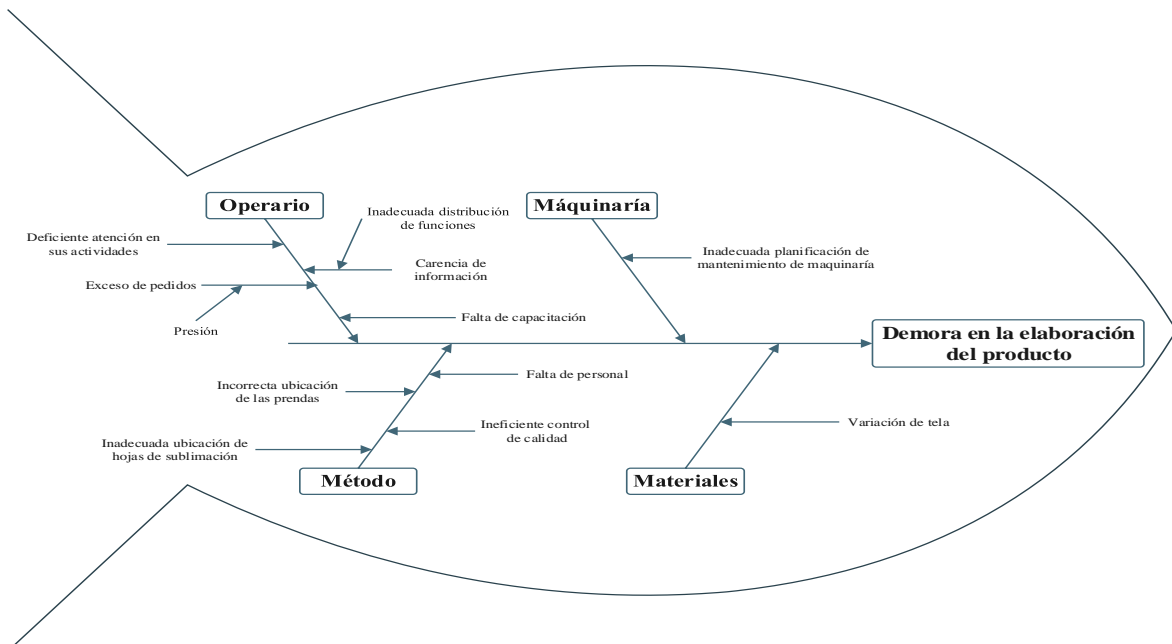 Operario
Máquinaría
Inadecuada distribución
de funciones
Deficiente atención en
sus actividades
Inadecuada planificación de
mantenimiento de maquinaría
Carencia de
información
Exceso de pedidos
Presión
Falta de capacitación
Demora en la elaboración
del producto
Falta de personal
Incorrecta ubicación
de las prendas
Ineficiente control
de calidad
Variación de tela
Inadecuada ubicación de
hojas de sublimación
Método
Materiales